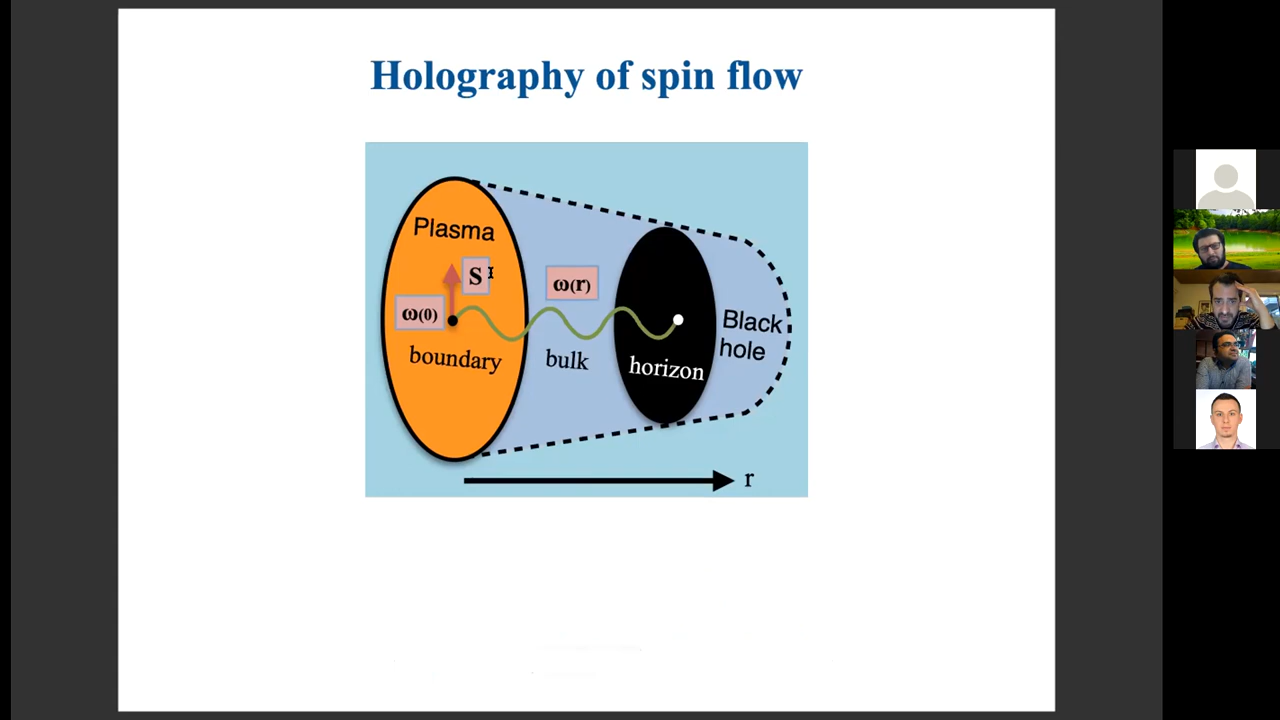 Holography of spin flow
Plasma
S
ω(r)
ω(0)
Black
hole
boundary
bulk
horizon
r